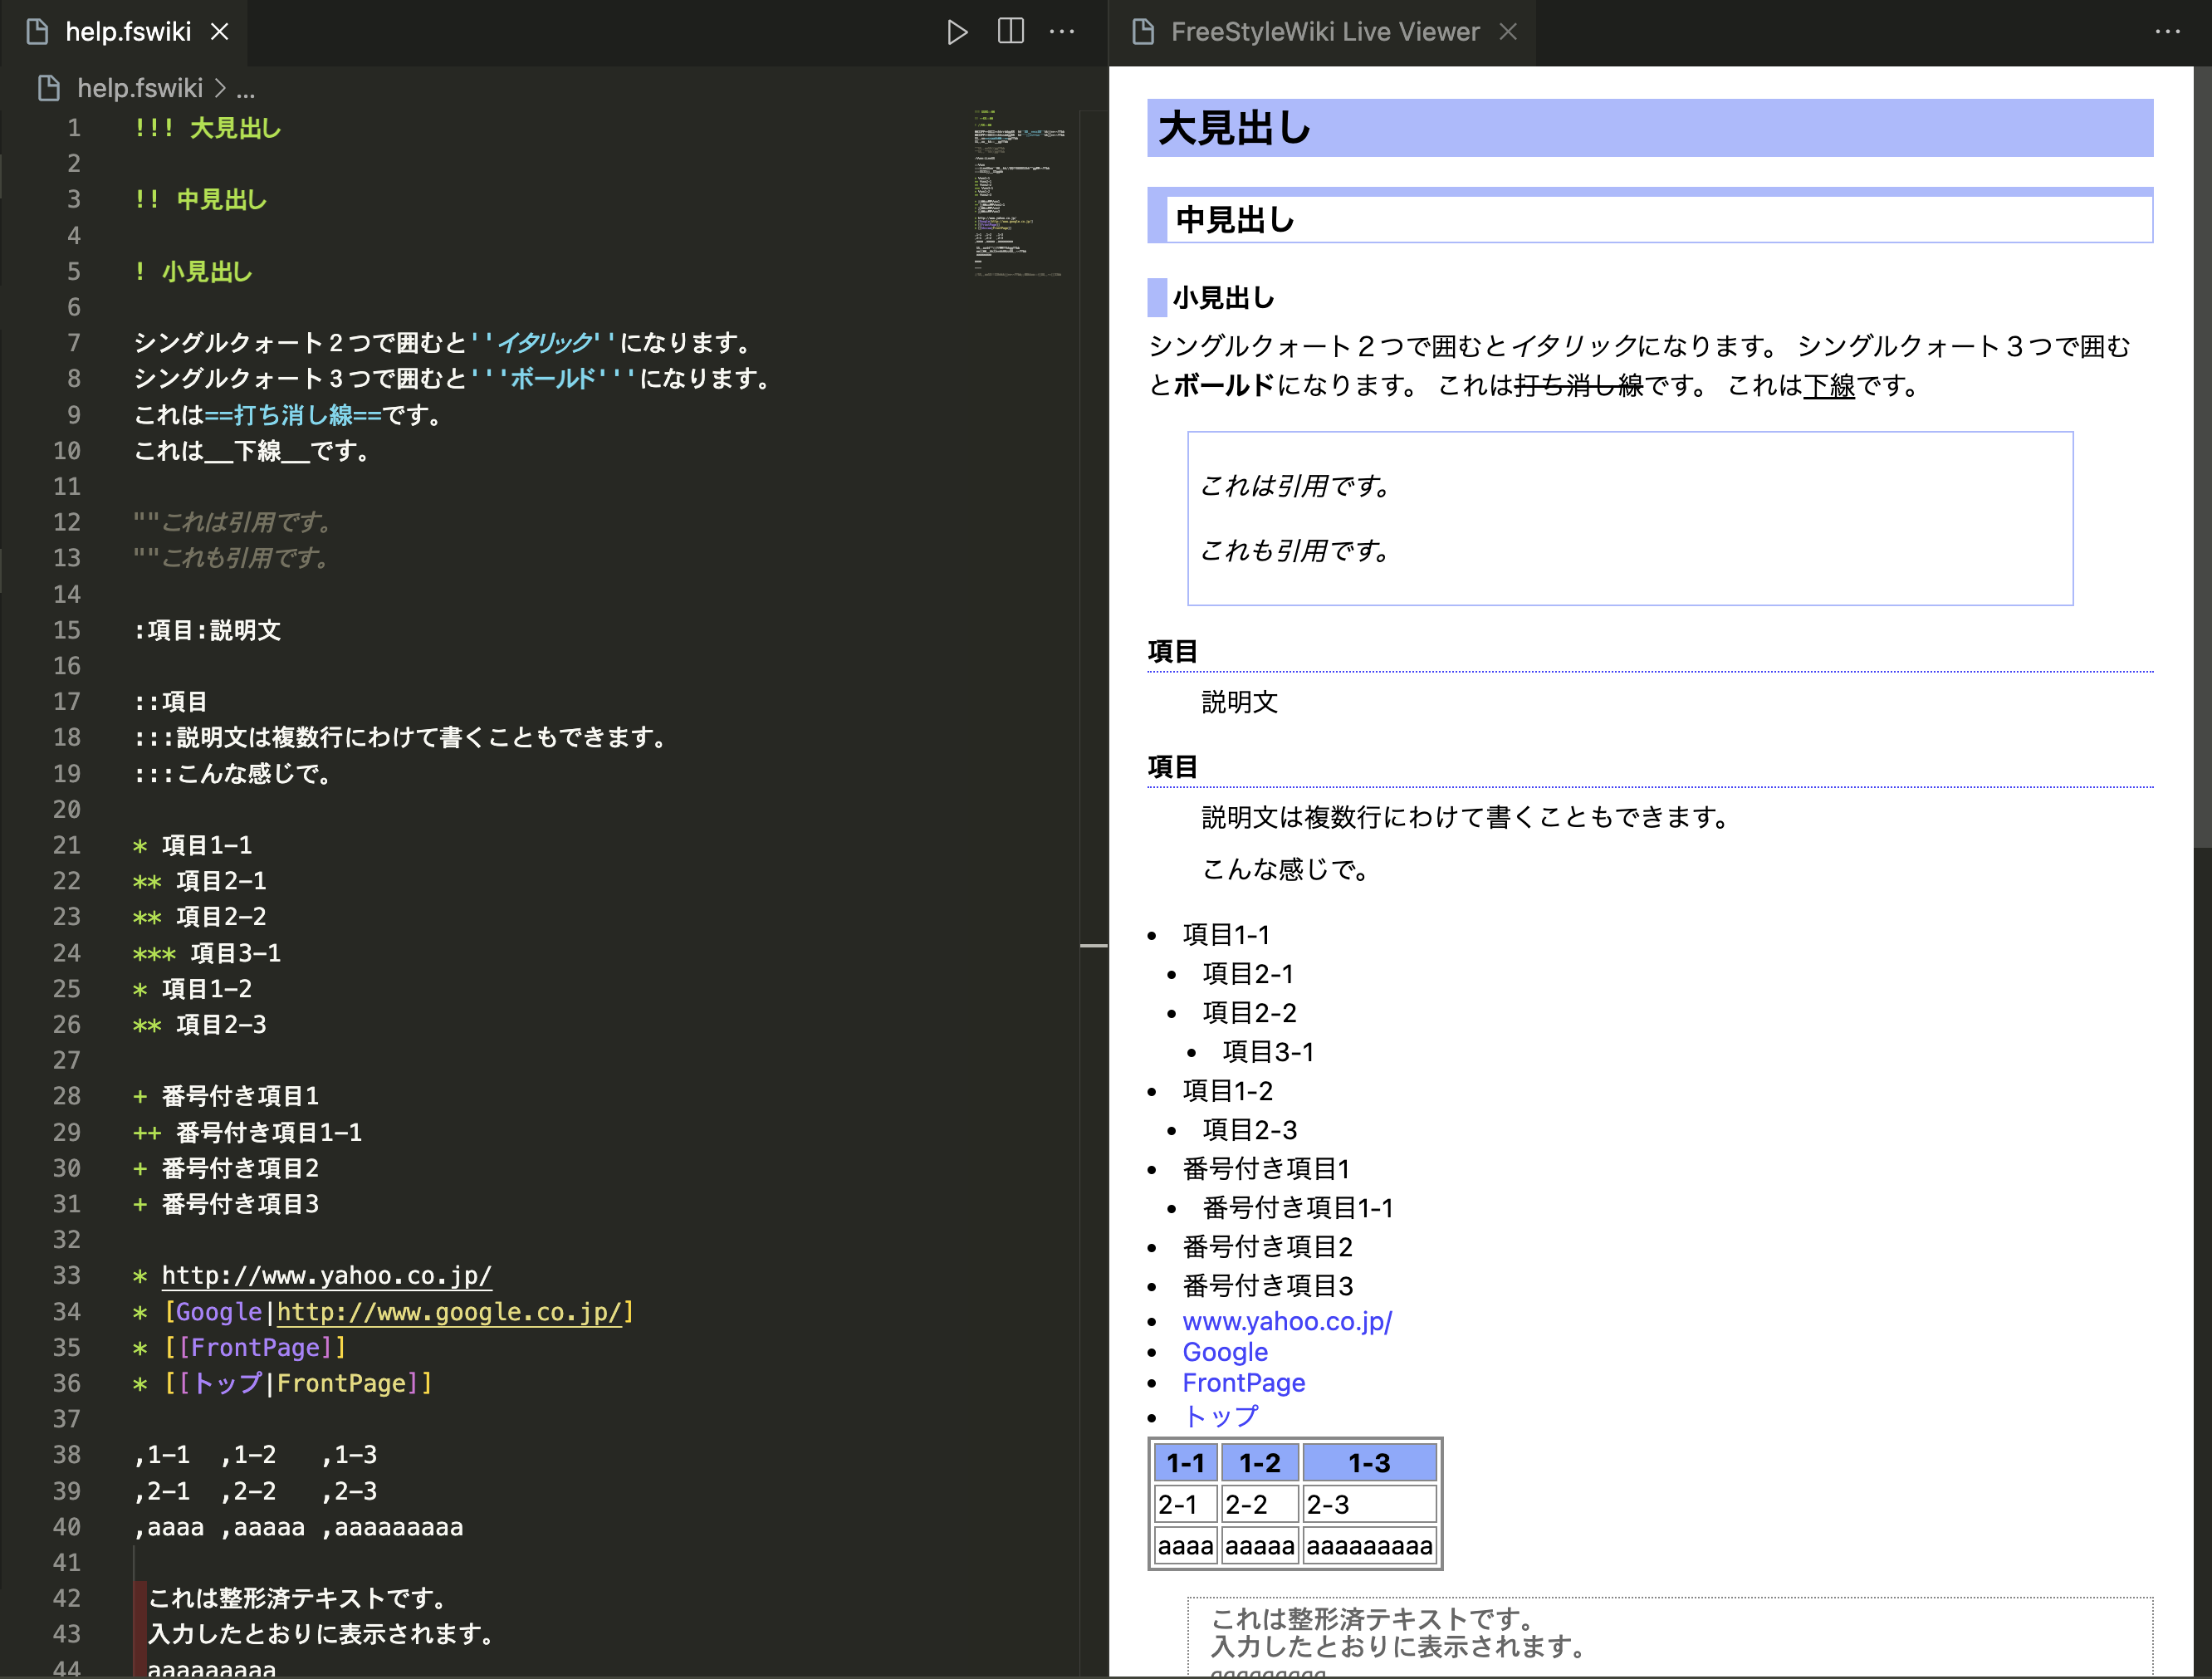 help.fswiki
help.fswiki > ...
1 !!! 大見出し
2
3 !! 中見出し
4
5 ! 小見出し
6
7 シングルクォート２つで囲むと''イタリック''になります。
8 シングルクォート３つで囲むと'''ボールド'''になります。
9 これは==打ち消し線==です。
10 これは__下線__です。
11
12 ""これは引用です。
13 ""これも引用です。
14
15 :項目:説明文
16
17 ::項目
18 :::説明文は複数行にわけて書くこともできます。
19 :::こんな感じで。
20
21 * 項目1-1
22 ** 項目2-1
23 ** 項目2-2
24 *** 項目3-1
25 * 項目1-2
26 ** 項目2-3
27
28 + 番号付き項目1
29 ++ 番号付き項目1-1
30 + 番号付き項目2
31 + 番号付き項目3
32
33 * http://www.yahoo.co.jp/
34 * [Google|http://www.google.co.jp/]
35 * [[FrontPage]]
36 * [[トップ|FrontPage]]
37
38 ,1-1 ,1-2 ,1-3
39 ,2-1 ,2-2 ,2-3
40 ,aaaa ,aaaaa ,aaaaaaaaa
41
42 これは整形済テキストです。
43 入力したとおりに表示されます。
44 aaaaaaaaa
FreeStyleWiki Live Viewer
大見出し
中見出し
小見出し
シングルクォート２つで囲むとイタリックになります。 シングルクォート３つで囲む
とボールドになります。 これは打ち消し線です。 これは下線です。
これは引用です。
これも引用です。
項目
説明文
項目
説明文は複数行にわけて書くこともできます。
こんな感じで。
• 項目1-1
• 項目2-1
• 項目2-2
• 項目3-1
• 項目1-2
• 項目2-3
• 番号付き項目1
• 番号付き項目1-1
• 番号付き項目2
• 番号付き項目3
• www.yahoo.co.jp/
• Google
• FrontPage
• トップ
1-1 1-2 1-3
2-1 2-2 2-3
aaaa aaaaa aaaaaaaaa
これは整形済テキストです。
入力したとおりに表示されます。
aaaaaaaaa